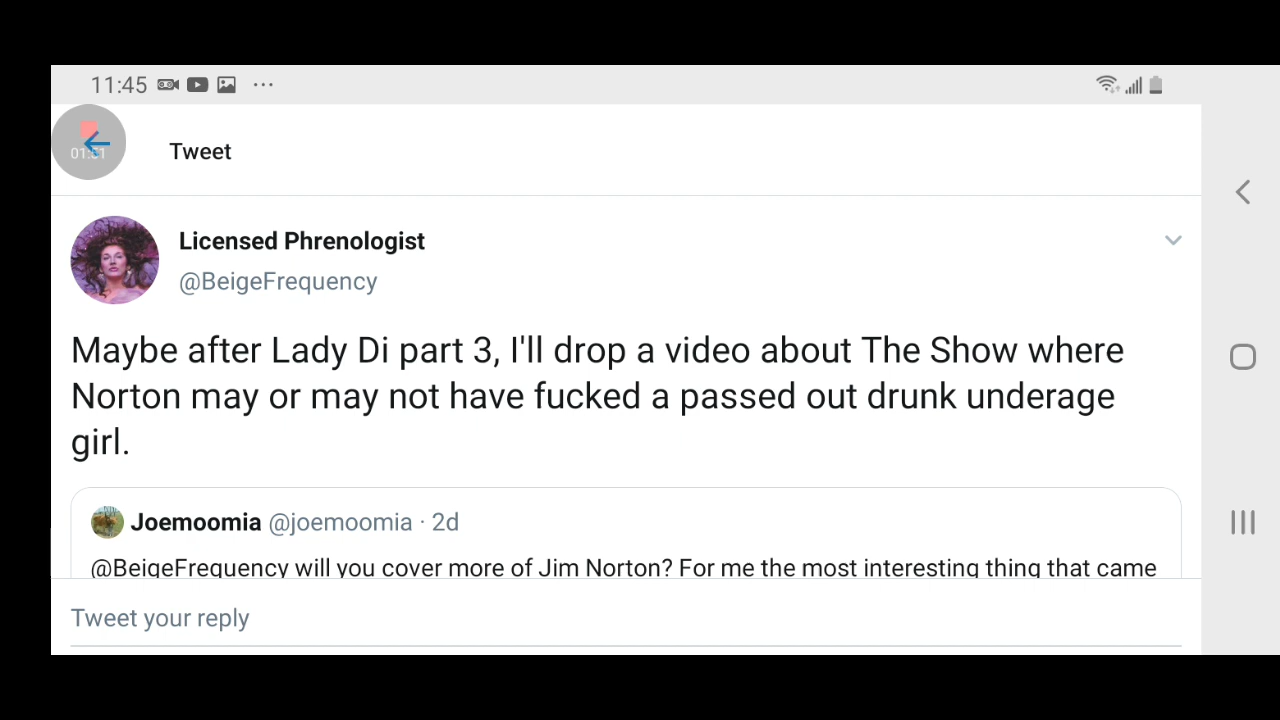 11:45
01:51
Tweet
Licensed Phrenologist
@BeigeFrequency
Maybe after Lady Di part 3, I'll drop a video about The Show where
Norton may or may not have fucked a passed out drunk underage
girl.
Joemoomia @joemoomia · 2d
@BeigeFrequency will you cover more of Jim Norton? For me the most interesting thing that came
Tweet your reply